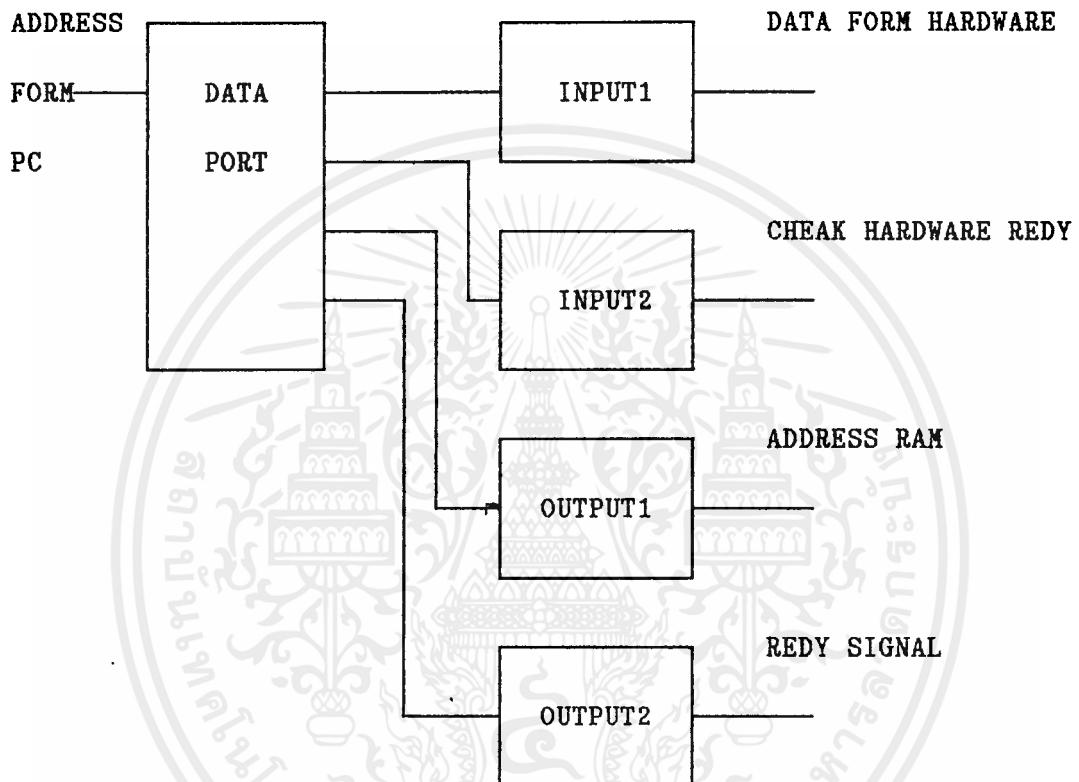 ADDRESS
FORM
PC
DATA
PORT
INPUT1
DATA FORM HARDWARE
INPUT2
CHEAK HARDWARE REDY
OUTPUT1
ADDRESS RAM
OUTPUT2
REDY SIGNAL